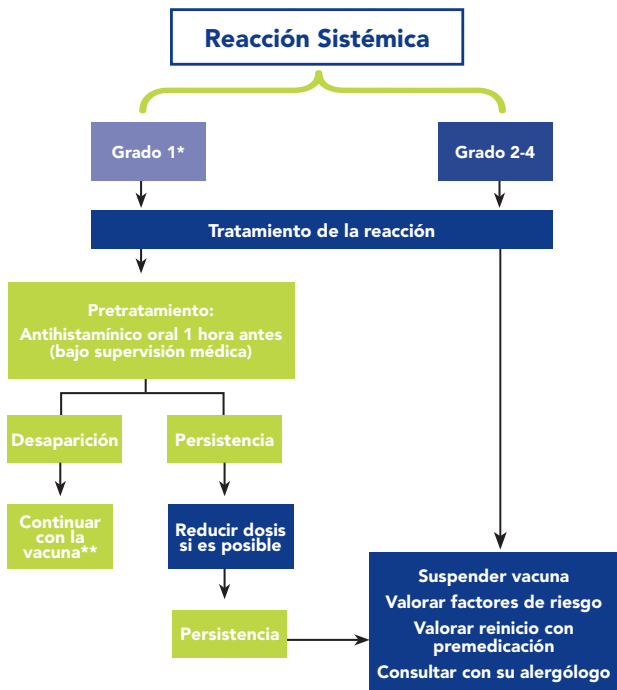 Reacción Sistémica
Grado 1*
Grado 2-4
Tratamiento de la reacción
Pretratamiento:
Antihistamínico oral 1 hora antes
(bajo supervisión médica)
Desaparición
Persistencia
Continuar
con la
vacuna**
Reducir dosis
si es posible
Persistencia
Suspender vacuna
Valorar factores de riesgo
Valorar reinicio con
premedicación
Consultar con su alergólogo